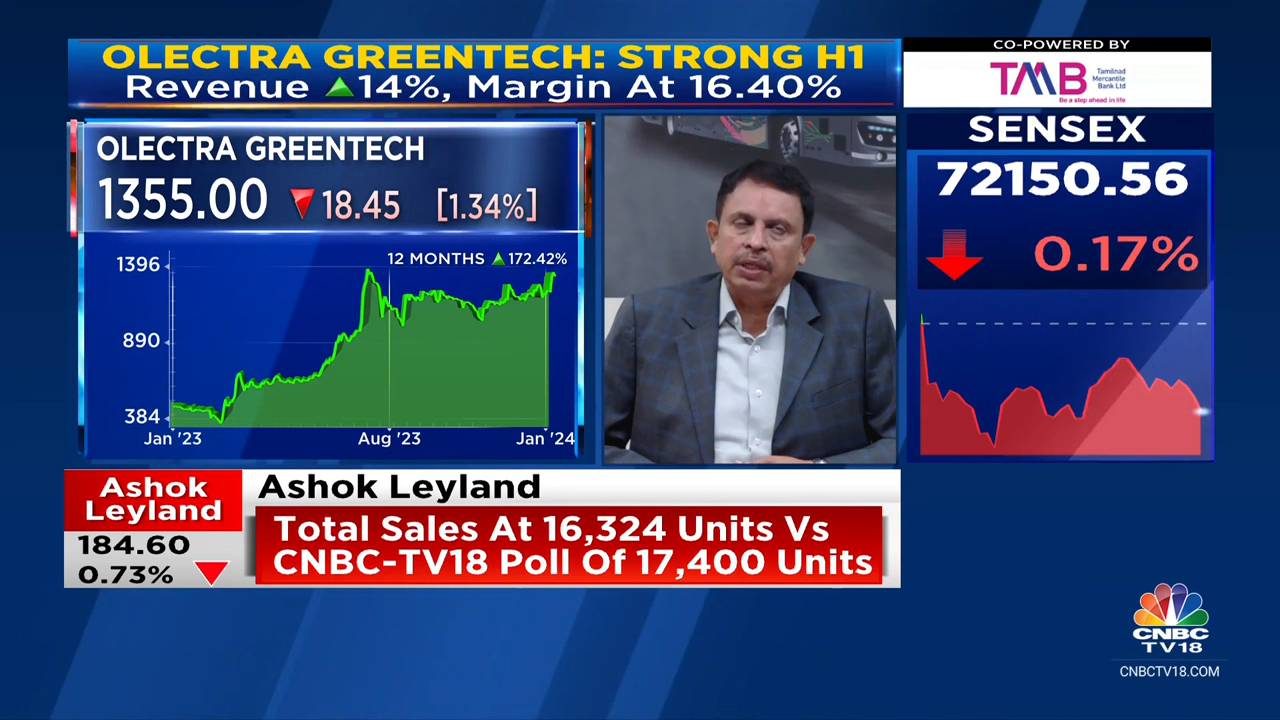 OLECTRA GREENTECH: STRONG H1
Revenue ▲14%, Margin At 16.40%
CO-POWERED BY
TMB
Tamilnad
Mercantile
Bank Ltd
Be a step ahead in life
OLECTRA GREENTECH
1355.00 ▼18.45 [1.34%]
12 MONTHS ▲172.42%
1396
890
384
Jan '23 Aug '23 Jan '24
SENSEX
72150.56
0.17%
Ashok
Leyland
184.60
0.73%
Ashok Leyland
Total Sales At 16,324 Units Vs
CNBC-TV18 Poll Of 17,400 Units
CNBC
TV18
CNBCTV18.COM